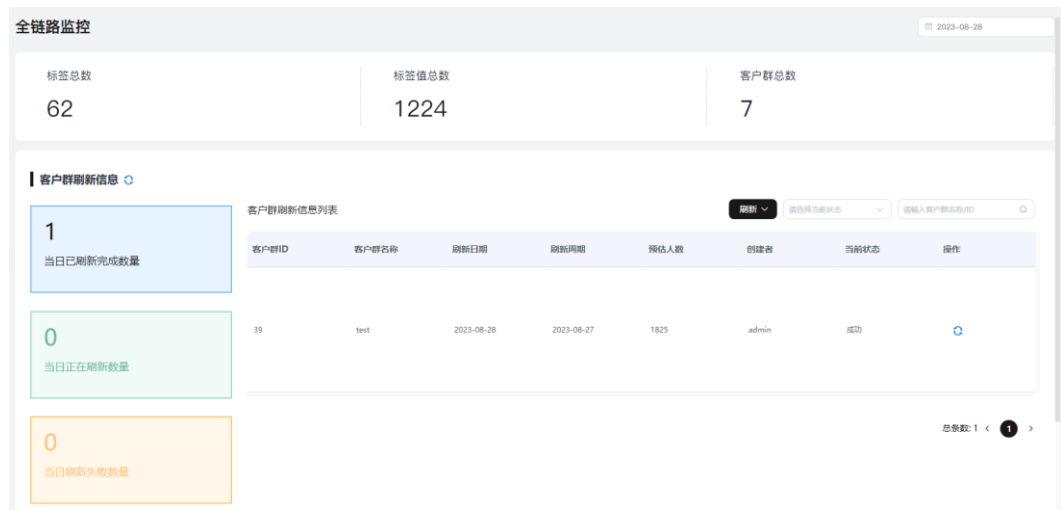 全链路监控
2023-08-28
标签总数
标签值总数
客户群总数
62
1224
7
客户群刷新信息
1
当日已刷新完成数量
0
当日正在刷新数量
0
当日刷新失败数量
客户群刷新信息列表
刷新
请选择当前状态
请输入客户群名称/ID
客户群ID 客户群名称 刷新日期 刷新周期 预估人数 创建者 当前状态 操作
39 test 2023-08-28 2023-08-27 1825 admin 成功
总条数: 1
1